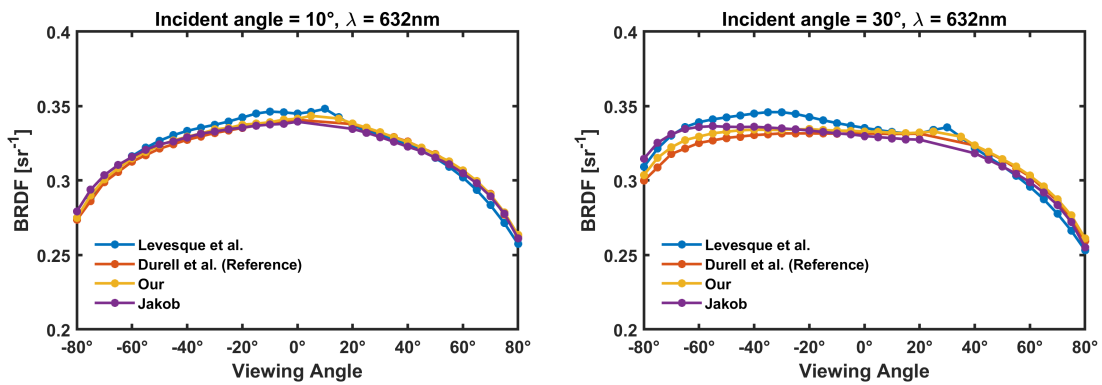 Incident angle = 10°, λ = 632nm
BRDF [sr⁻¹]
0.4
0.35
0.3
0.25
0.2
Levesque et al.
Durell et al. (Reference)
Our
Jakob
-80° -60° -40° -20° 0° 20° 40° 60° 80°
Viewing Angle
Incident angle = 30°, λ = 632nm
BRDF [sr⁻¹]
0.4
0.35
0.3
0.25
0.2
Levesque et al.
Durell et al. (Reference)
Our
Jakob
-80° -60° -40° -20° 0° 20° 40° 60° 80°
Viewing Angle